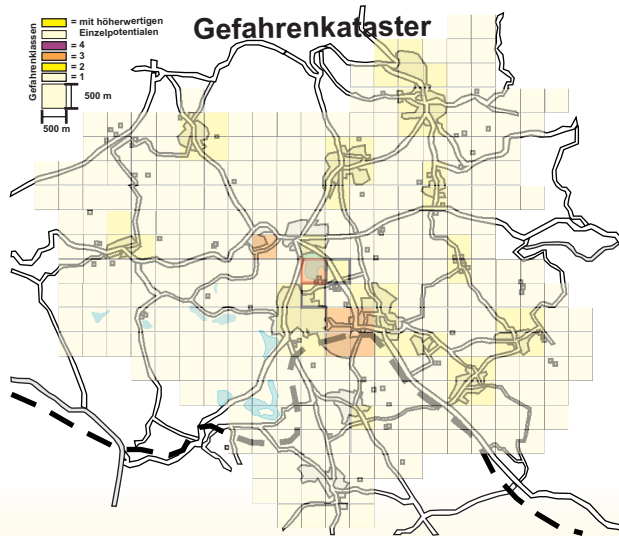 Gefahrenkataster
= mit höherwertigen
Einzelpotentialen
Gefahrenklassen
= 4
= 3
= 2
= 1
500 m
500 m